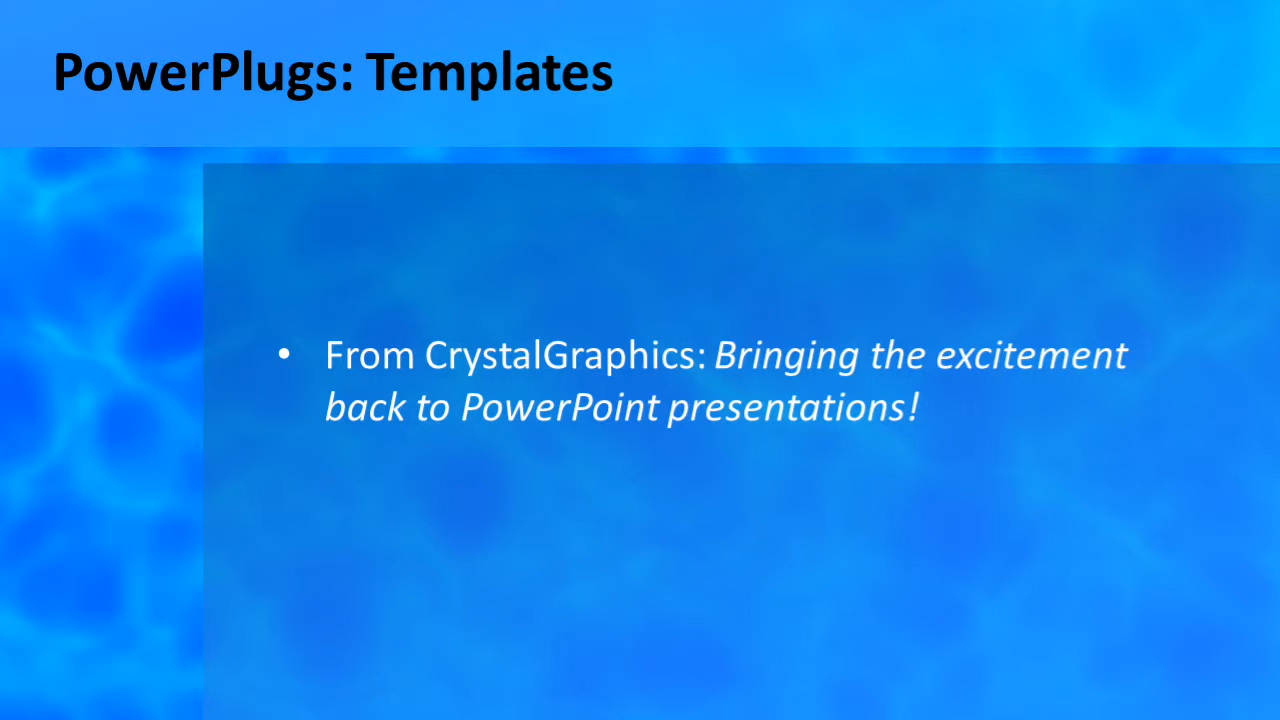 PowerPlugs: Templates
• From CrystalGraphics: Bringing the excitement
back to PowerPoint presentations!